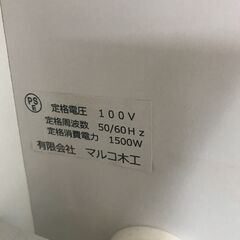 PS
E
定格電圧 100V
定格周波数 50/60Hz
定格消費電力 1500W
有限会社 マルコ木工